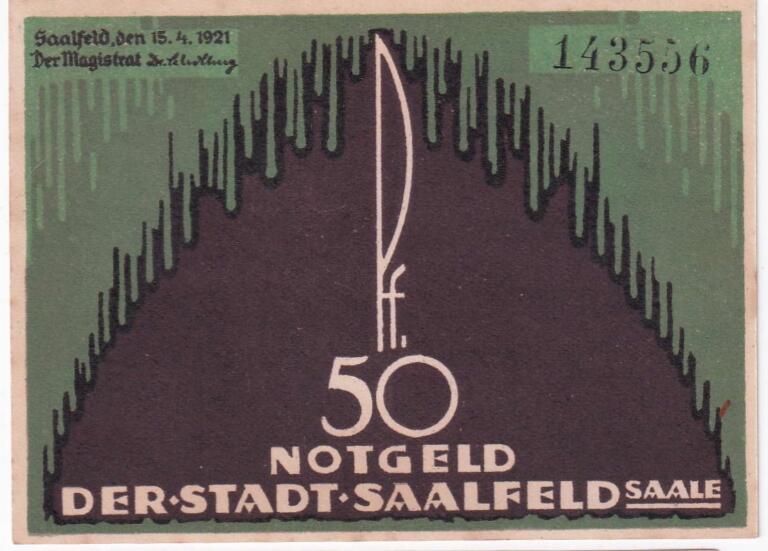 Saalfeld, den 15. 4. 1921
Der Magistrat
143556
Pf.
50
NOTGELD
DER·STADT·SAALFELD SAALE